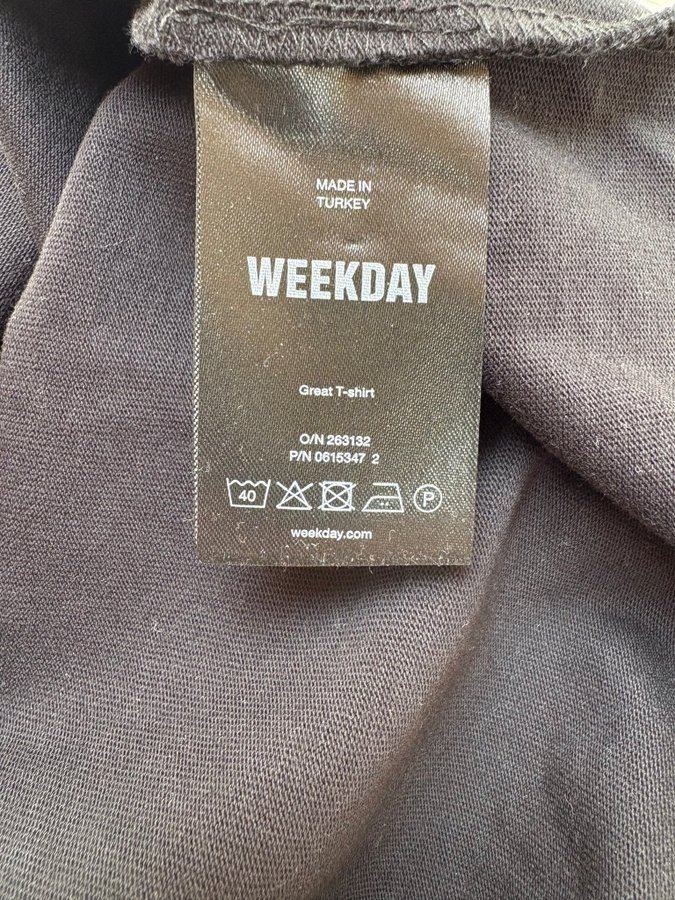 MADE IN
TURKEY
WEEKDAY
Great T-shirt
O/N 263132
P/N 0615347 2
40 P
weekday.com